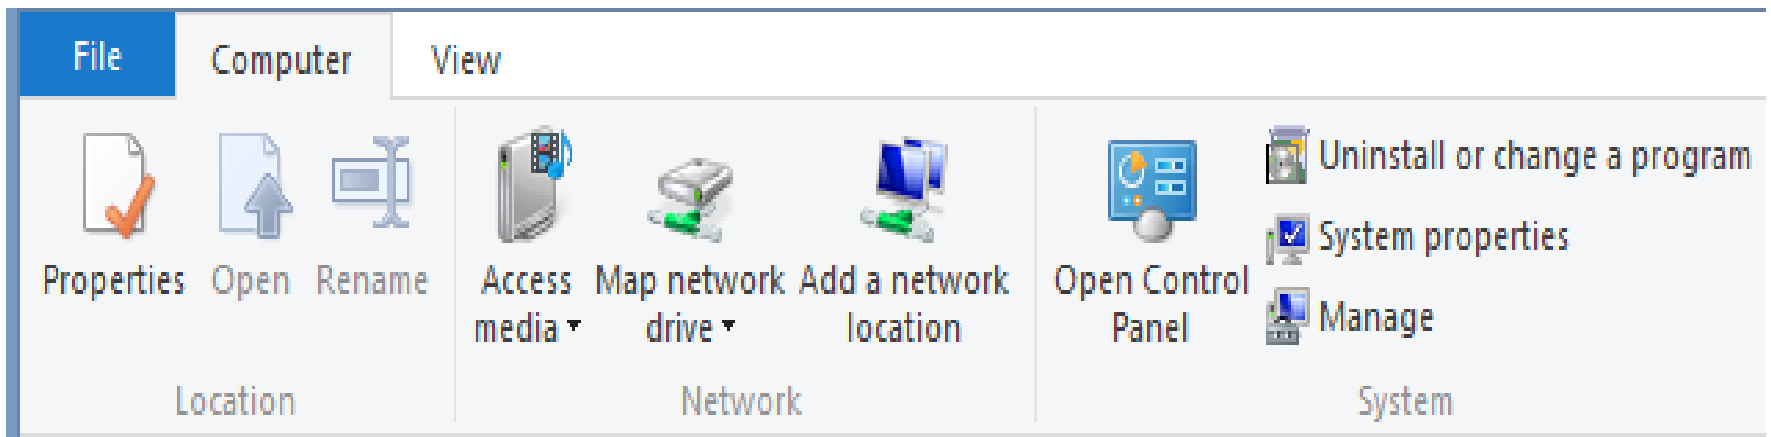 File Computer View
Properties Open Rename
Location
Access media
Map network drive
Add a network location
Network
Open Control Panel
Uninstall or change a program
System properties
Manage
System